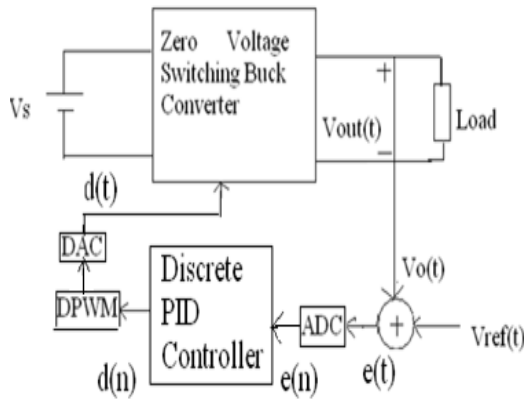 Zero Voltage
Switching Buck
Converter
Vs
+
Vout(t)
−
Load
d(t)
DAC
DPWM
d(n)
Discrete
PID
Controller
e(n)
ADC
e(t)
+
Vo(t)
Vref(t)